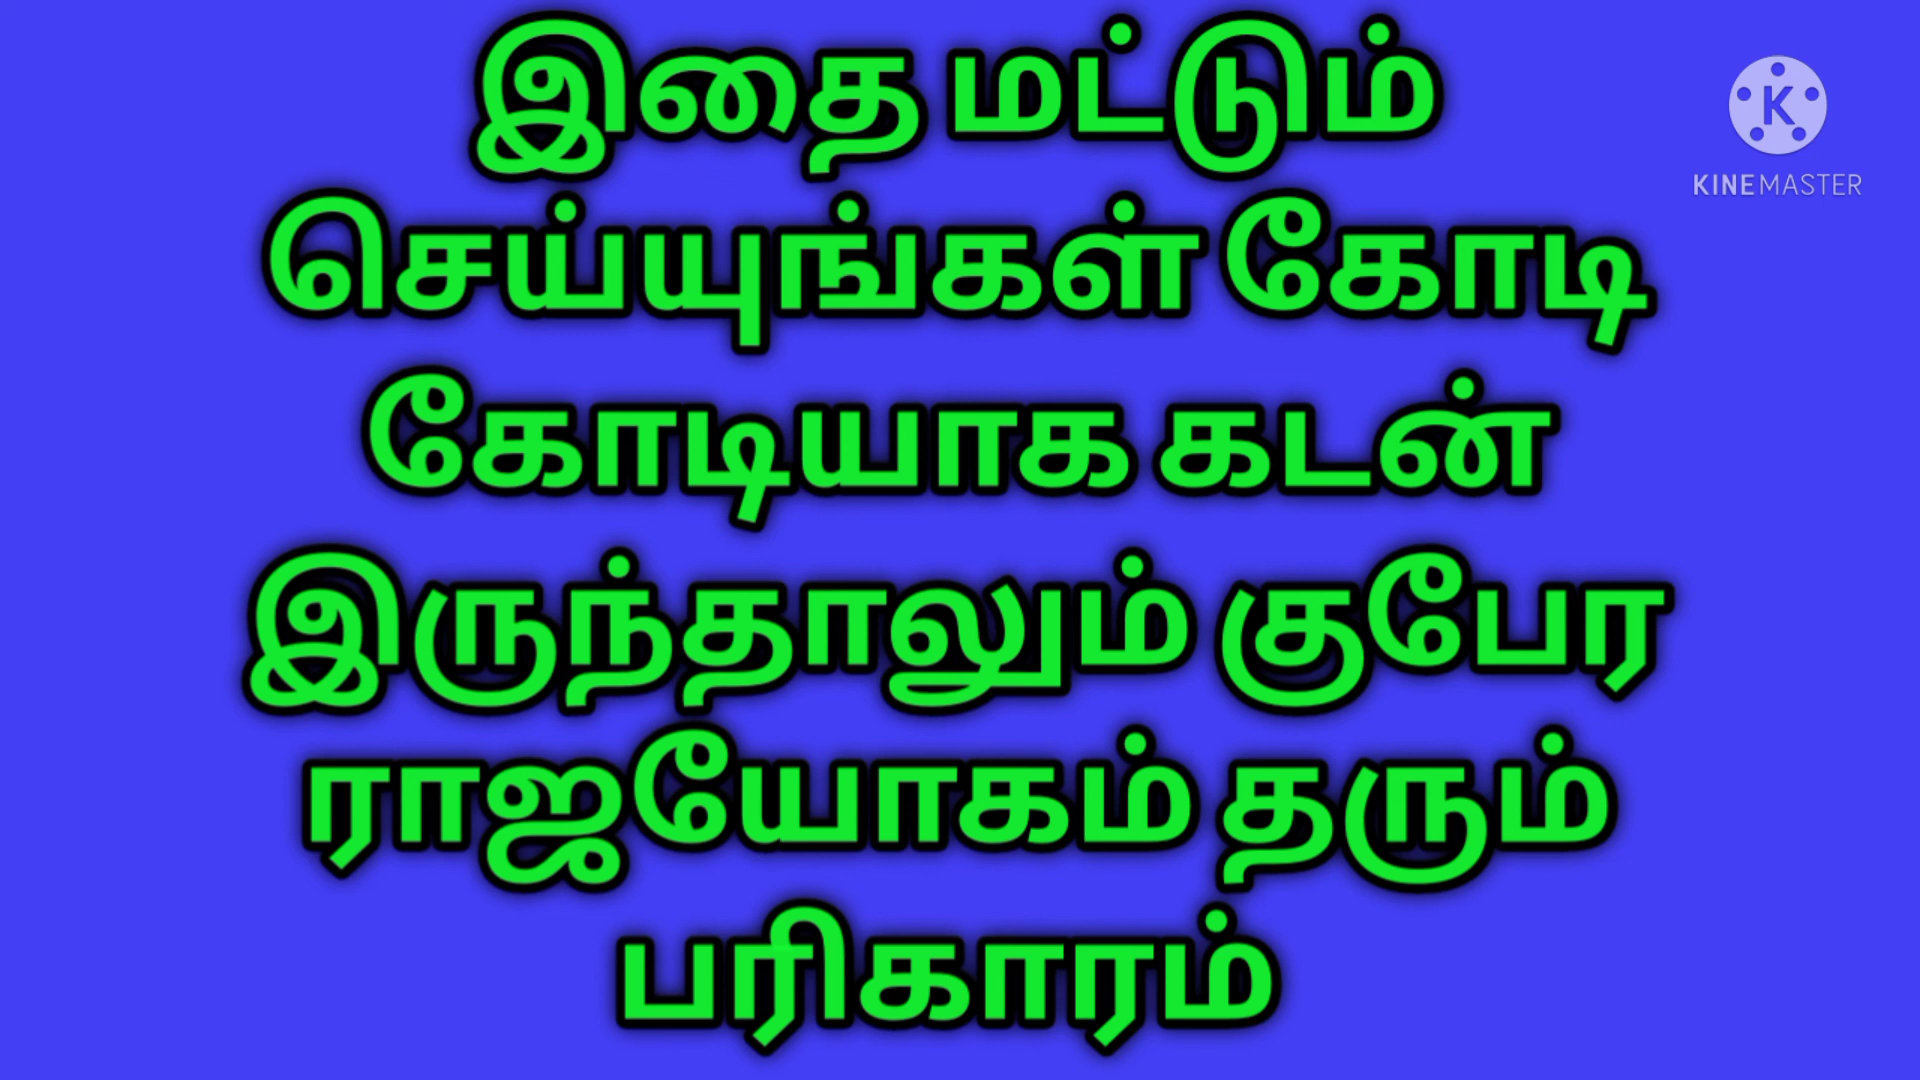 இதை மட்டும்
செய்யுங்கள் கோடி
கோடியாக கடன்
இருந்தாலும் குபேர
ராஜயோகம் தரும்
பரிகாரம்
K
KINEMASTER